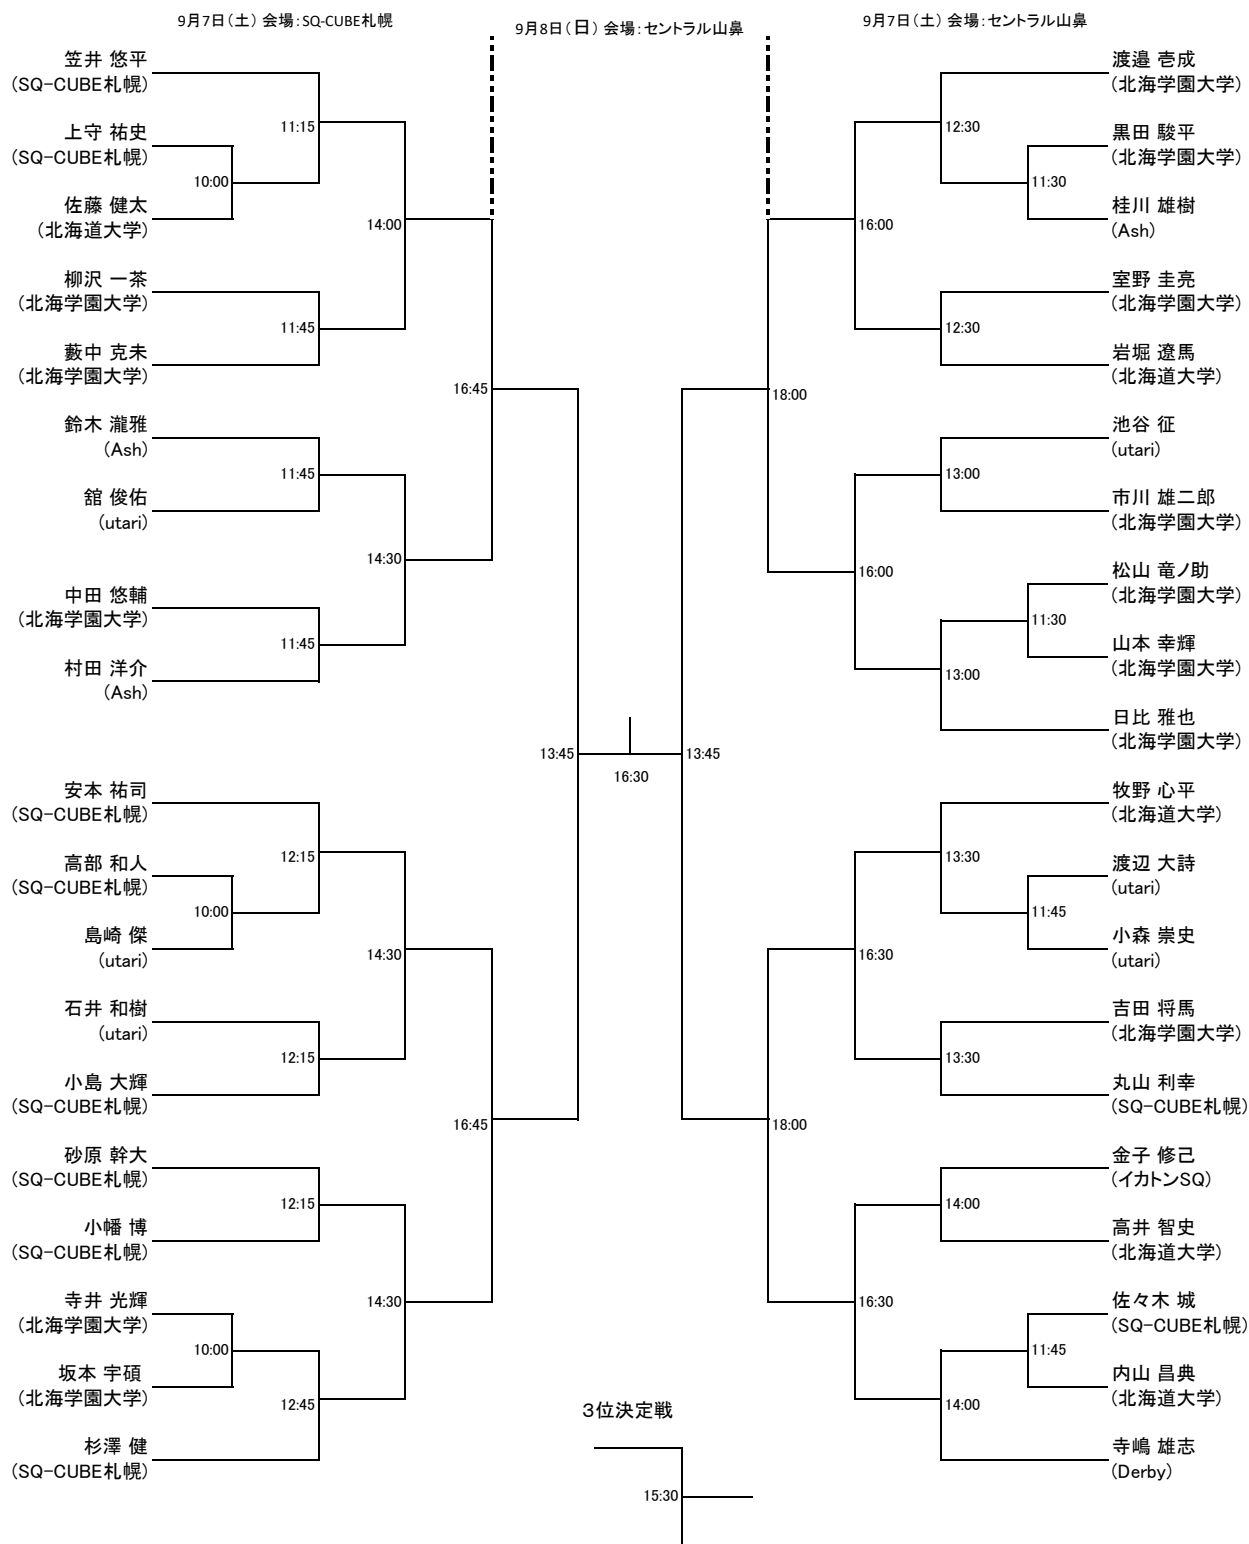 9月7日(土) 会場:SQ-CUBE札幌
9月8日(日) 会場:セントラル山鼻
9月7日(土) 会場:セントラル山鼻
笠井 悠平
(SQ-CUBE札幌)
11:15
上守 祐史
(SQ-CUBE札幌)
10:00
佐藤 健太
(北海道大学)
14:00
柳沢 一茶
(北海学園大学)
11:45
藪中 克未
(北海学園大学)
16:45
鈴木 瀧雅
(Ash)
11:45
舘 俊佑
(utari)
14:30
中田 悠輔
(北海学園大学)
11:45
村田 洋介
(Ash)
13:45
安本 祐司
(SQ-CUBE札幌)
12:15
高部 和人
(SQ-CUBE札幌)
10:00
島崎 傑
(utari)
14:30
石井 和樹
(utari)
12:15
小島 大輝
(SQ-CUBE札幌)
16:45
砂原 幹大
(SQ-CUBE札幌)
12:15
小幡 博
(SQ-CUBE札幌)
14:30
寺井 光輝
(北海学園大学)
10:00
坂本 宇碩
(北海学園大学)
12:45
杉澤 健
(SQ-CUBE札幌)
16:30
3位決定戦
15:30
渡邉 壱成
(北海学園大学)
12:30
黒田 駿平
(北海学園大学)
11:30
桂川 雄樹
(Ash)
16:00
室野 圭亮
(北海学園大学)
12:30
岩堀 遼馬
(北海道大学)
18:00
池谷 征
(utari)
13:00
市川 雄二郎
(北海学園大学)
16:00
松山 竜ノ助
(北海学園大学)
11:30
山本 幸輝
(北海学園大学)
13:00
日比 雅也
(北海学園大学)
13:45
牧野 心平
(北海道大学)
13:30
渡辺 大詩
(utari)
11:45
小森 崇史
(utari)
16:30
吉田 将馬
(北海学園大学)
13:30
丸山 利幸
(SQ-CUBE札幌)
18:00
金子 修己
(イカトンSQ)
14:00
高井 智史
(北海道大学)
16:30
佐々木 城
(SQ-CUBE札幌)
11:45
内山 昌典
(北海道大学)
14:00
寺嶋 雄志
(Derby)